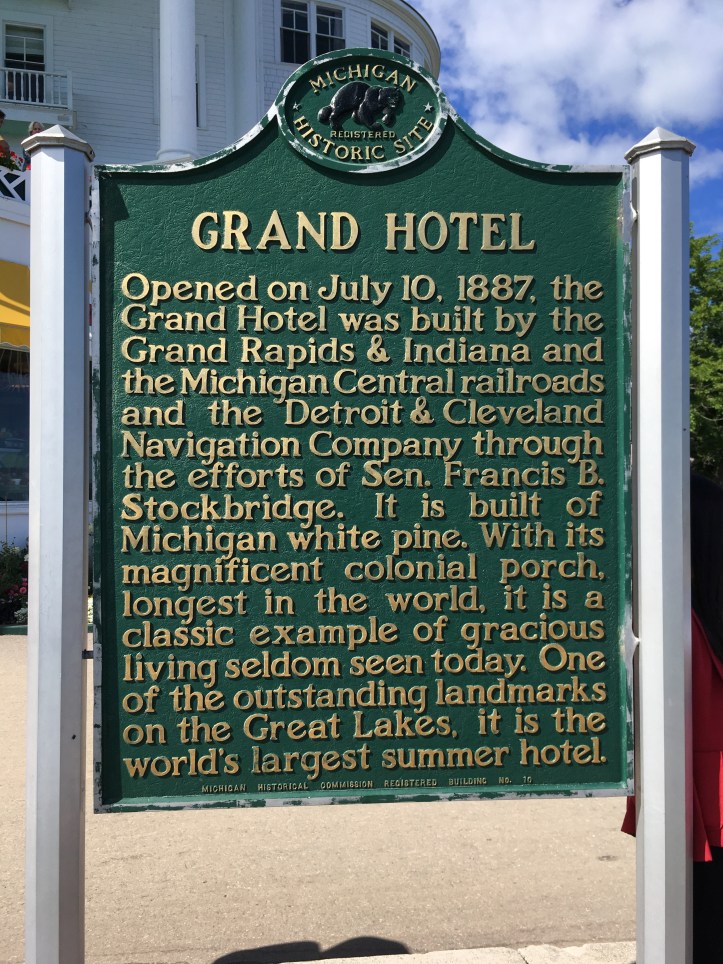 MICHIGAN
REGISTERED
HISTORIC SITE
GRAND HOTEL
Opened on July 10, 1887, the
Grand Hotel was built by the
Grand Rapids & Indiana and
the Michigan Central railroads
and the Detroit & Cleveland
Navigation Company through
the efforts of Sen. Francis B.
Stockbridge. It is built of
Michigan white pine. With its
magnificent colonial porch,
longest in the world, it is a
classic example of gracious
living seldom seen today. One
of the outstanding landmarks
on the Great Lakes, it is the
world's largest summer hotel.
MICHIGAN HISTORICAL COMMISSION REGISTERED BUILDING NO. 10